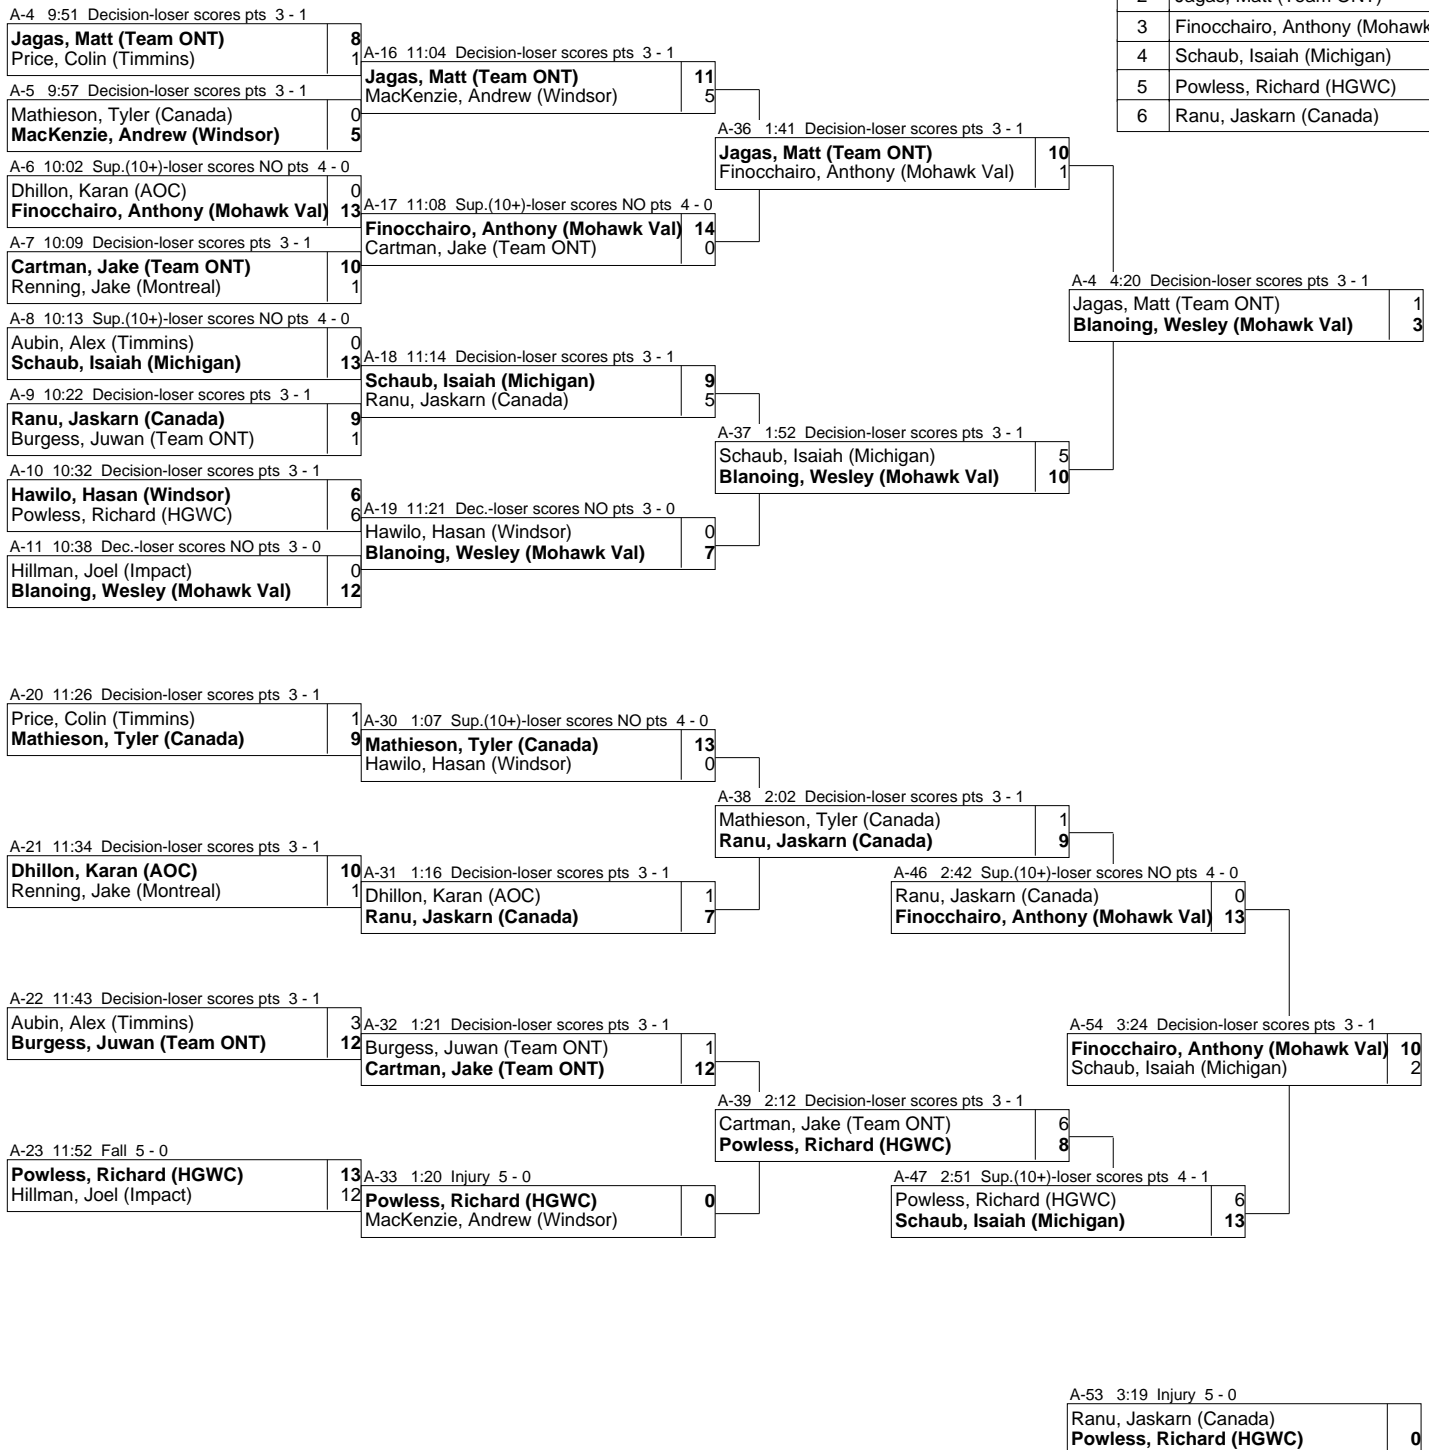 2 Jagas, Matt (Team ONT)
3 Finocchairo, Anthony (Mohawk
4 Schaub, Isaiah (Michigan)
5 Powless, Richard (HGWC)
6 Ranu, Jaskarn (Canada)
A-4 9:51 Decision-loser scores pts 3 - 1
Jagas, Matt (Team ONT) 8
Price, Colin (Timmins) 1
A-5 9:57 Decision-loser scores pts 3 - 1
Mathieson, Tyler (Canada) 0
MacKenzie, Andrew (Windsor) 5
A-6 10:02 Sup.(10+)-loser scores NO pts 4 - 0
Dhillon, Karan (AOC) 0
Finocchairo, Anthony (Mohawk Val) 13
A-7 10:09 Decision-loser scores pts 3 - 1
Cartman, Jake (Team ONT) 10
Renning, Jake (Montreal) 1
A-8 10:13 Sup.(10+)-loser scores NO pts 4 - 0
Aubin, Alex (Timmins) 0
Schaub, Isaiah (Michigan) 13
A-9 10:22 Decision-loser scores pts 3 - 1
Ranu, Jaskarn (Canada) 9
Burgess, Juwan (Team ONT) 1
A-10 10:32 Decision-loser scores pts 3 - 1
Hawilo, Hasan (Windsor) 6
Powless, Richard (HGWC) 6
A-11 10:38 Dec.-loser scores NO pts 3 - 0
Hillman, Joel (Impact) 0
Blanoing, Wesley (Mohawk Val) 12
A-16 11:04 Decision-loser scores pts 3 - 1
Jagas, Matt (Team ONT) 11
MacKenzie, Andrew (Windsor) 5
A-17 11:08 Sup.(10+)-loser scores NO pts 4 - 0
Finocchairo, Anthony (Mohawk Val) 14
Cartman, Jake (Team ONT) 0
A-18 11:14 Decision-loser scores pts 3 - 1
Schaub, Isaiah (Michigan) 9
Ranu, Jaskarn (Canada) 5
A-19 11:21 Dec.-loser scores NO pts 3 - 0
Hawilo, Hasan (Windsor) 0
Blanoing, Wesley (Mohawk Val) 7
A-36 1:41 Decision-loser scores pts 3 - 1
Jagas, Matt (Team ONT) 10
Finocchairo, Anthony (Mohawk Val) 1
A-37 1:52 Decision-loser scores pts 3 - 1
Schaub, Isaiah (Michigan) 5
Blanoing, Wesley (Mohawk Val) 10
A-4 4:20 Decision-loser scores pts 3 - 1
Jagas, Matt (Team ONT) 1
Blanoing, Wesley (Mohawk Val) 3
A-20 11:26 Decision-loser scores pts 3 - 1
Price, Colin (Timmins) 1
Mathieson, Tyler (Canada) 9
A-21 11:34 Decision-loser scores pts 3 - 1
Dhillon, Karan (AOC) 10
Renning, Jake (Montreal) 1
A-22 11:43 Decision-loser scores pts 3 - 1
Aubin, Alex (Timmins) 3
Burgess, Juwan (Team ONT) 12
A-23 11:52 Fall 5 - 0
Powless, Richard (HGWC) 13
Hillman, Joel (Impact) 12
A-30 1:07 Sup.(10+)-loser scores NO pts 4 - 0
Mathieson, Tyler (Canada) 13
Hawilo, Hasan (Windsor) 0
A-31 1:16 Decision-loser scores pts 3 - 1
Dhillon, Karan (AOC) 1
Ranu, Jaskarn (Canada) 7
A-32 1:21 Decision-loser scores pts 3 - 1
Burgess, Juwan (Team ONT) 1
Cartman, Jake (Team ONT) 12
A-33 1:20 Injury 5 - 0
Powless, Richard (HGWC) 0
MacKenzie, Andrew (Windsor)
A-38 2:02 Decision-loser scores pts 3 - 1
Mathieson, Tyler (Canada) 1
Ranu, Jaskarn (Canada) 9
A-39 2:12 Decision-loser scores pts 3 - 1
Cartman, Jake (Team ONT) 6
Powless, Richard (HGWC) 8
A-46 2:42 Sup.(10+)-loser scores NO pts 4 - 0
Ranu, Jaskarn (Canada) 0
Finocchairo, Anthony (Mohawk Val) 13
A-47 2:51 Sup.(10+)-loser scores pts 4 - 1
Powless, Richard (HGWC) 6
Schaub, Isaiah (Michigan) 13
A-54 3:24 Decision-loser scores pts 3 - 1
Finocchairo, Anthony (Mohawk Val) 10
Schaub, Isaiah (Michigan) 2
A-53 3:19 Injury 5 - 0
Ranu, Jaskarn (Canada)
Powless, Richard (HGWC) 0